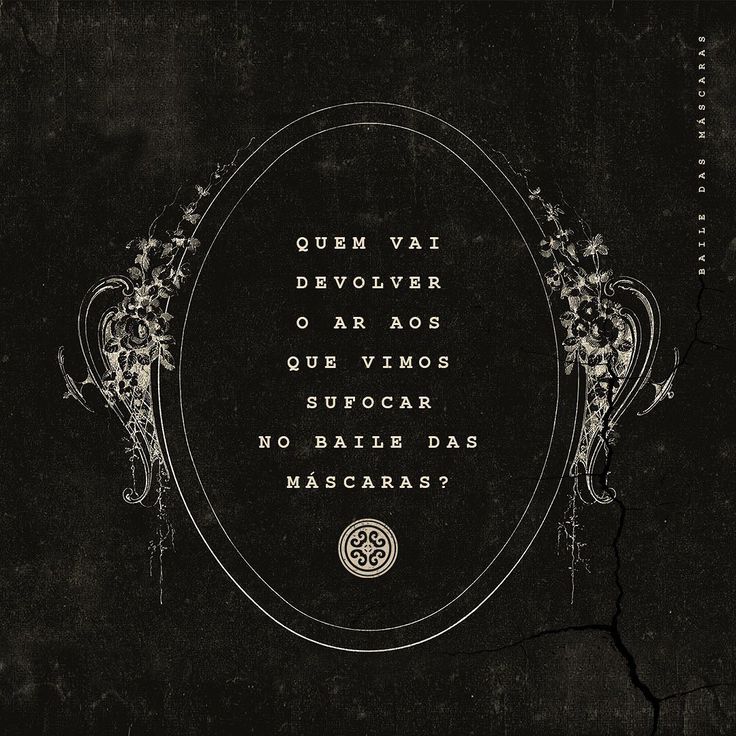 QUEM VAI
DEVOLVER
O AR AOS
QUE VIMOS
SUFOCAR
NO BAILE DAS
MÁSCARAS?
BAILE DAS MÁSCARAS